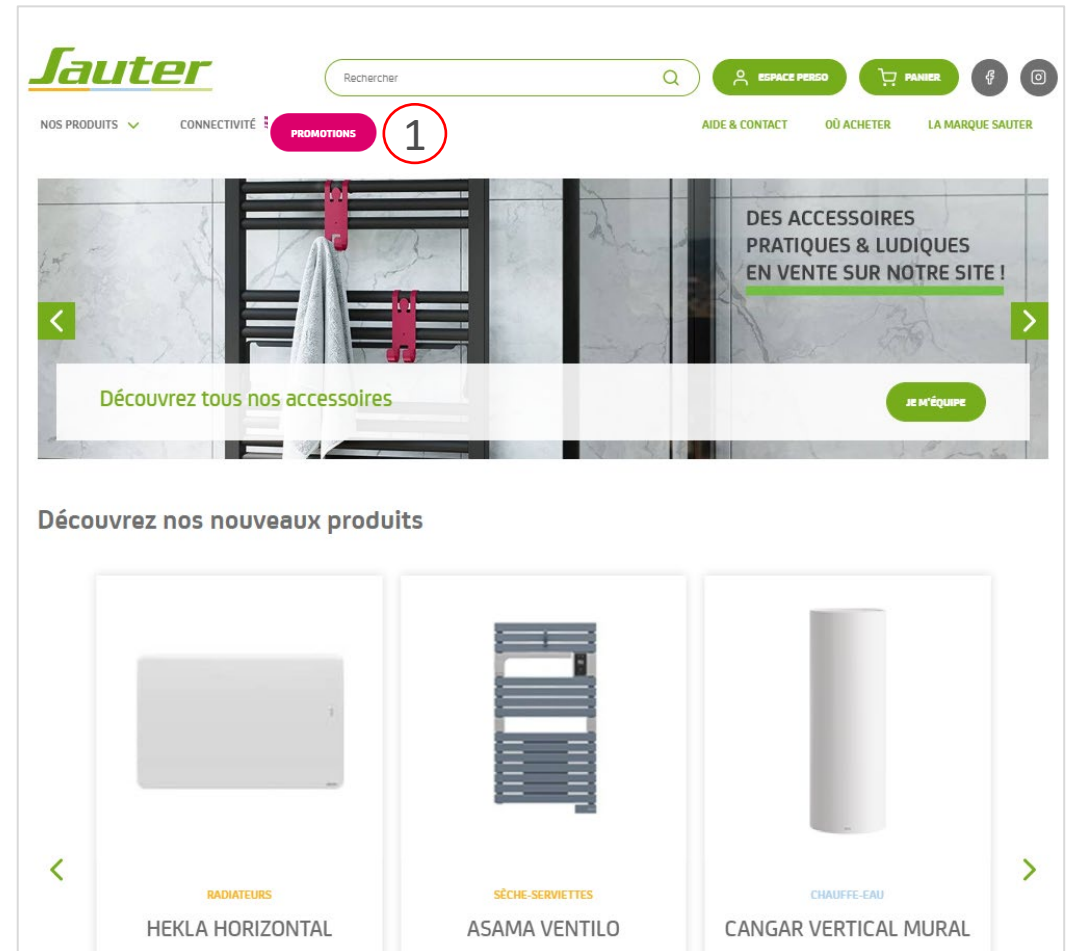 Sauter
Rechercher
ESPACE PERSO
PANIER
NOS PRODUITS
CONNECTIVITÉ
PROMOTIONS
1
AIDE & CONTACT
OÙ ACHETER
LA MARQUE SAUTER
DES ACCESSOIRES
PRATIQUES & LUDIQUES
EN VENTE SUR NOTRE SITE !
Découvrez tous nos accessoires
JE M'ÉQUIPE
Découvrez nos nouveaux produits
RADIATEURS
HEKLA HORIZONTAL
SÈCHE-SERVIETTES
ASAMA VENTILO
CHAUFFE-EAU
CANGAR VERTICAL MURAL